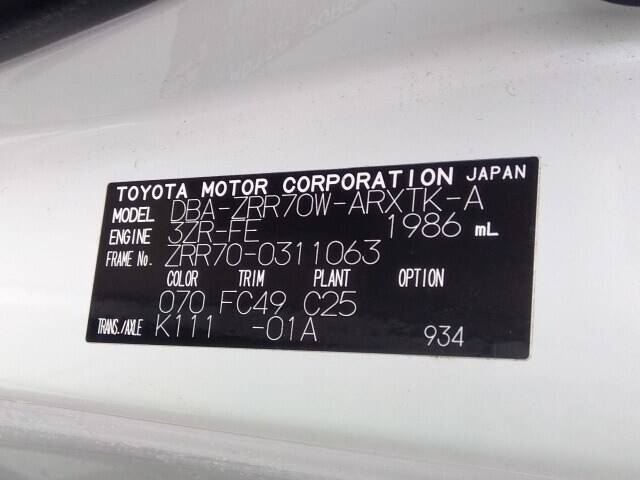 TOYOTA MOTOR CORPORATION JAPAN
MODEL DBA-ZRR70W-ARXTK-A
ENGINE 3ZR-FE 1986 mL
FRAME No. ZRR70-0311063
COLOR TRIM PLANT OPTION
070 FC49 C25
TRANS./AXLE K111 -01A 934